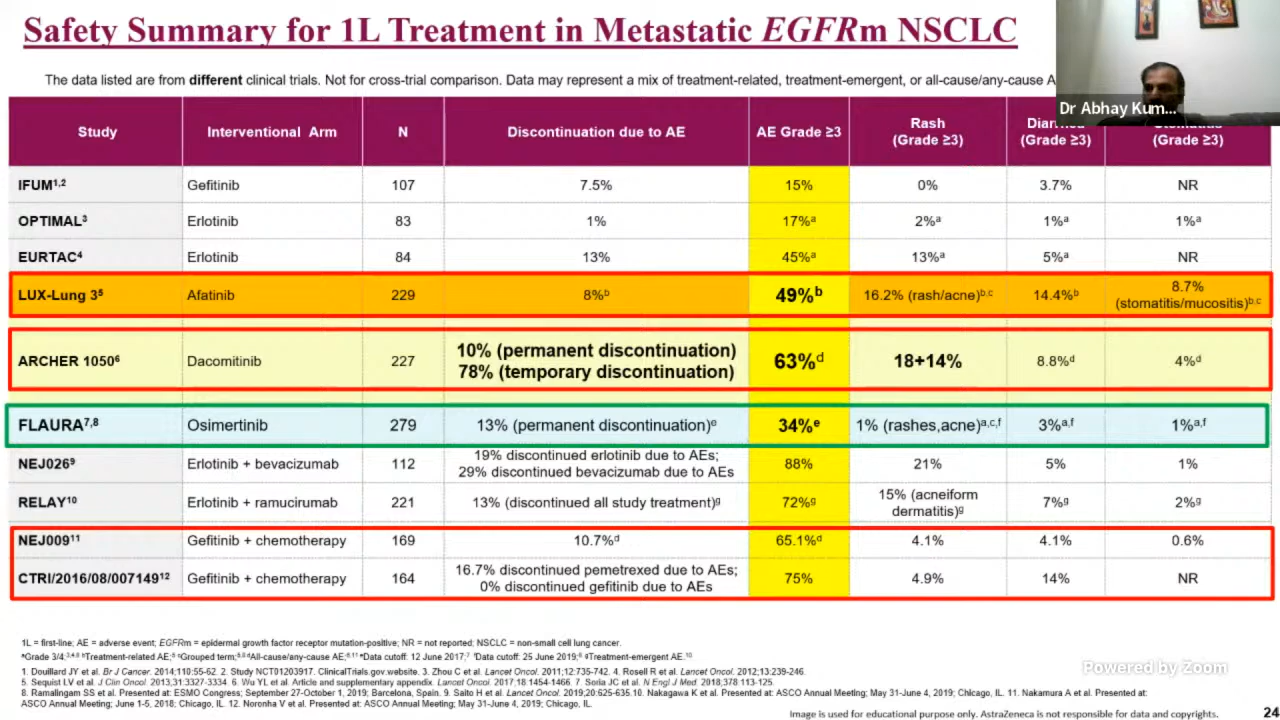 Safety Summary for 1L Treatment in Metastatic EGFRm NSCLC
The data listed are from different clinical trials. Not for cross-trial comparison. Data may represent a mix of treatment-related, treatment-emergent, or all-cause/any-cause A
Dr Abhay Kum...
Study Interventional Arm N Discontinuation due to AE AE Grade ≥3 Rash (Grade ≥3) (Grade ≥3) (Grade ≥3)
IFUM1,2 Gefitinib 107 7.5% 15% 0% 3.7% NR
OPTIMAL3 Erlotinib 83 1% 17%a 2%a 1%a 1%a
EURTAC4 Erlotinib 84 13% 45%a 13%a 5%a NR
LUX-Lung 35 Afatinib 229 8%b 49%b 16.2% (rash/acne)b,c 14.4%b 8.7% (stomatitis/mucositis)b,c
ARCHER 10506 Dacomitinib 227 10% (permanent discontinuation) 78% (temporary discontinuation) 63%d 18+14% 8.8%d 4%d
FLAURA7,8 Osimertinib 279 13% (permanent discontinuation)e 34%e 1% (rashes,acne)a,c,f 3%a,f 1%a,f
NEJ0269 Erlotinib + bevacizumab 112 19% discontinued erlotinib due to AEs; 29% discontinued bevacizumab due to AEs 88% 21% 5% 1%
RELAY10 Erlotinib + ramucirumab 221 13% (discontinued all study treatment)g 72%g 15% (acneiform dermatitis)g 7%g 2%g
NEJ00911 Gefitinib + chemotherapy 169 10.7%d 65.1%d 4.1% 4.1% 0.6%
CTRI/2016/08/00714912 Gefitinib + chemotherapy 164 16.7% discontinued pemetrexed due to AEs; 0% discontinued gefitinib due to AEs 75% 4.9% 14% NR
1L = first-line; AE = adverse event; EGFRm = epidermal growth factor receptor mutation-positive; NR = not reported; NSCLC = non-small cell lung cancer.
Grade 3/4; Treatment-related AE; Grouped term; All-cause/any-cause AE; Data cutoff: 12 June 2017; Data cutoff: 25 June 2019; Treatment-emergent AE.
1. Douillard JY et al. Br J Cancer. 2014;110:55-62. 2. Study NCT01203917. ClinicalTrials.gov.website. 3. Zhou C et al. Lancet Oncol. 2011;12:735-742. 4. Rosell R et al. Lancet Oncol. 2012;13:239-246.
5. Sequist LV et al. J Clin Oncol. 2013;31:3327-3334 6. Wu YL et al. Article and supplementary appendix. Lancet Oncol. 2017;18:1454-1466. 7. Soria JC et al. N Engl J Med. 2018;378:113-125.
8. Ramalingam SS et al. Presented at: ESMO Congress; September 27-October 1, 2019; Barcelona, Spain. 9. Saito H et al. Lancet Oncol. 2019;20:625-635.10. Nakagawa K et al. Presented at: ASCO Annual Meeting; May 31-June 4, 2019; Chicago, IL. 11. Nakamura A et al. Presented at:
ASCO Annual Meeting; June 1-5, 2018; Chicago, IL. 12. Noronha V et al. Presented at: ASCO Annual Meeting; May 31-June 4, 2019; Chicago, IL.
Powered by Zoom
Image is used for educational purpose only. AstraZeneca is not responsible for data and copyrights.
24